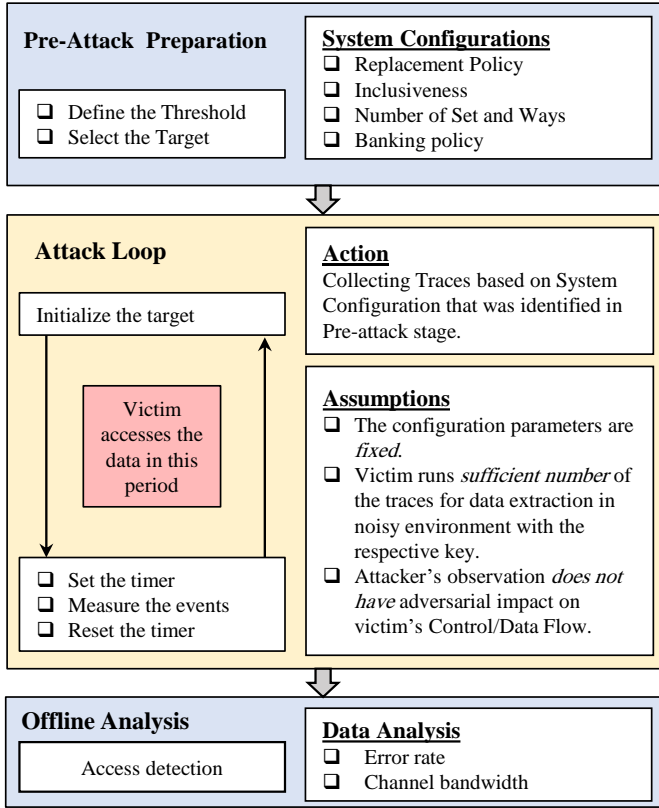 Pre-Attack Preparation
❑ Define the Threshold
❑ Select the Target
System Configurations
❑ Replacement Policy
❑ Inclusiveness
❑ Number of Set and Ways
❑ Banking policy
Attack Loop
Initialize the target
Victim
accesses the
data in this
period
❑ Set the timer
❑ Measure the events
❑ Reset the timer
Action
Collecting Traces based on System
Configuration that was identified in
Pre-attack stage.
Assumptions
❑ The configuration parameters are
fixed.
❑ Victim runs sufficient number of
the traces for data extraction in
noisy environment with the
respective key.
❑ Attacker's observation does not
have adversarial impact on
victim's Control/Data Flow.
Offline Analysis
Access detection
Data Analysis
❑ Error rate
❑ Channel bandwidth